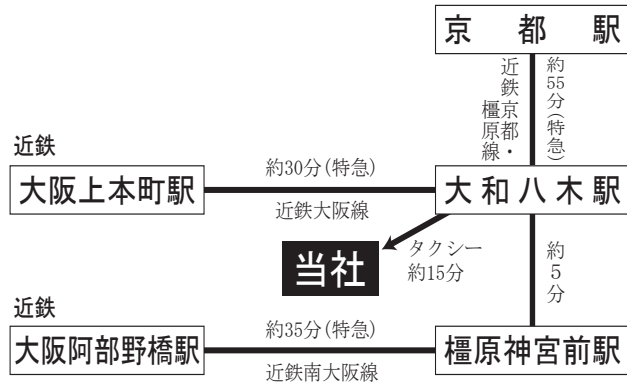 京都駅
近鉄京都・
橿原線
約55分(特急)
近鉄
大阪上本町駅
約30分(特急)
近鉄大阪線
大和八木駅
当社
タクシー
約15分
約5分
近鉄
大阪阿部野橋駅
約35分(特急)
近鉄南大阪線
橿原神宮前駅